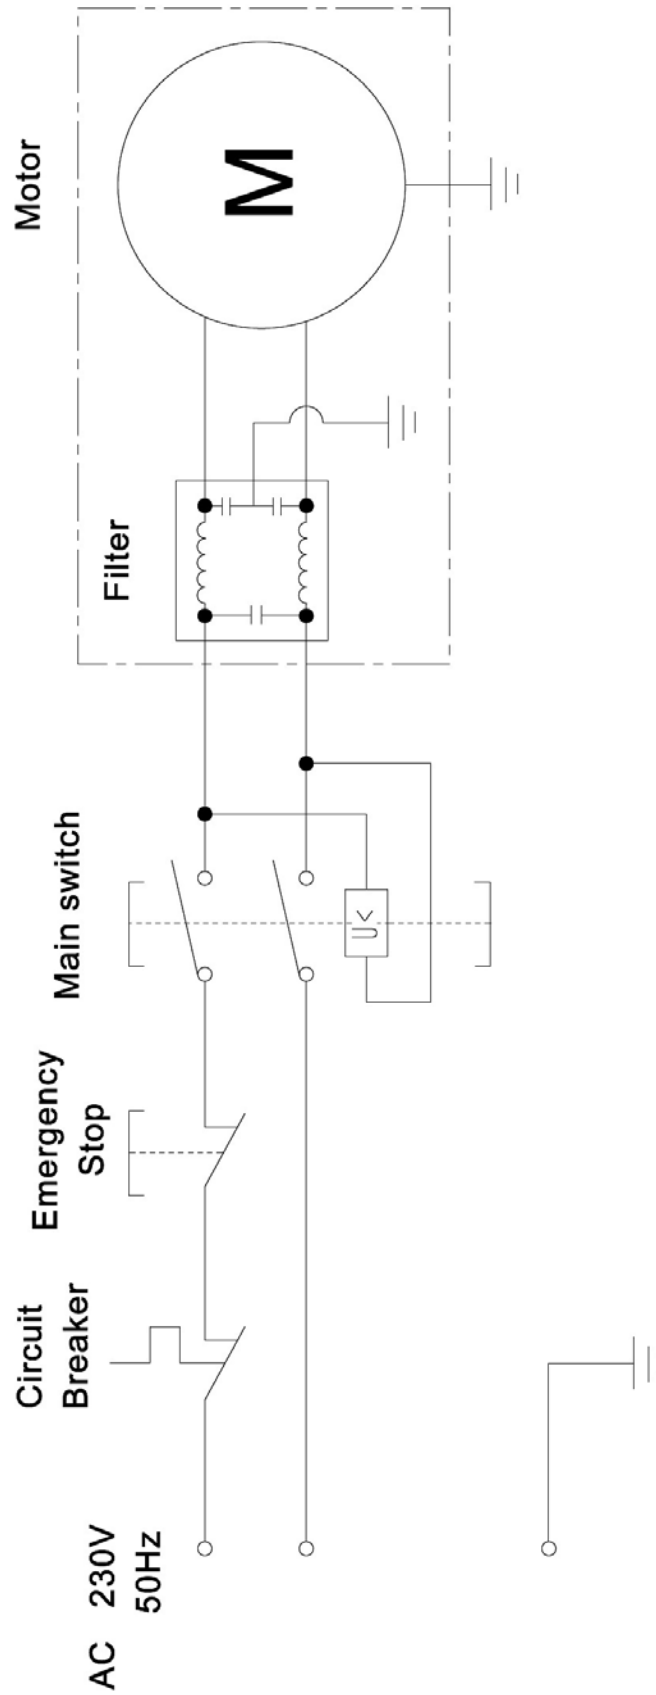 AC 230V
50Hz
Circuit
Breaker
Emergency
Stop
Main switch
U<
Filter
Motor
M